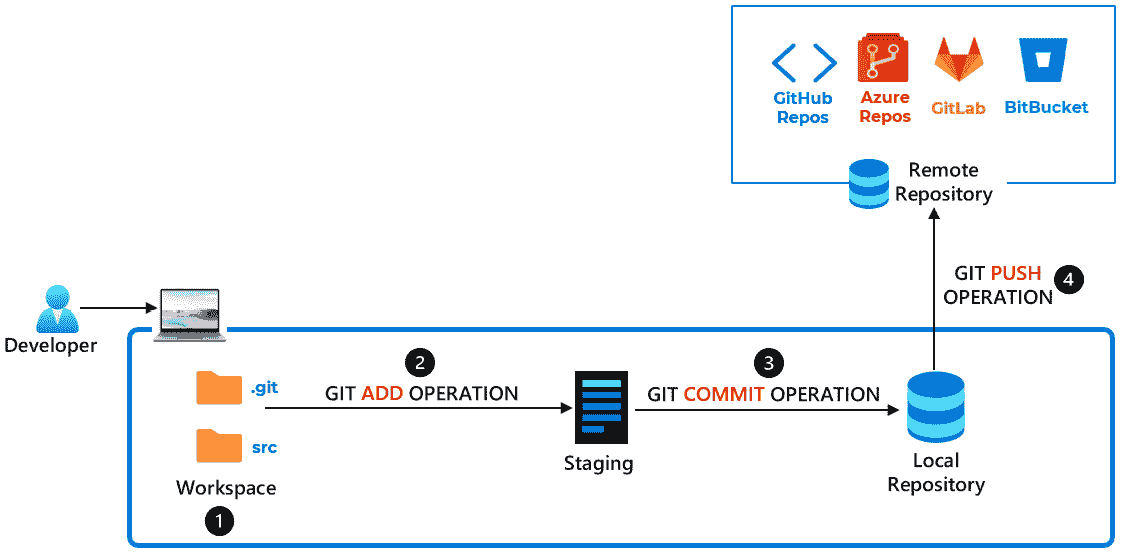 GitHub
Repos
Azure
Repos
GitLab
BitBucket
Remote
Repository
GIT PUSH
OPERATION
4
Developer
2
GIT ADD OPERATION
3
GIT COMMIT OPERATION
.git
src
Workspace
1
Staging
Local
Repository